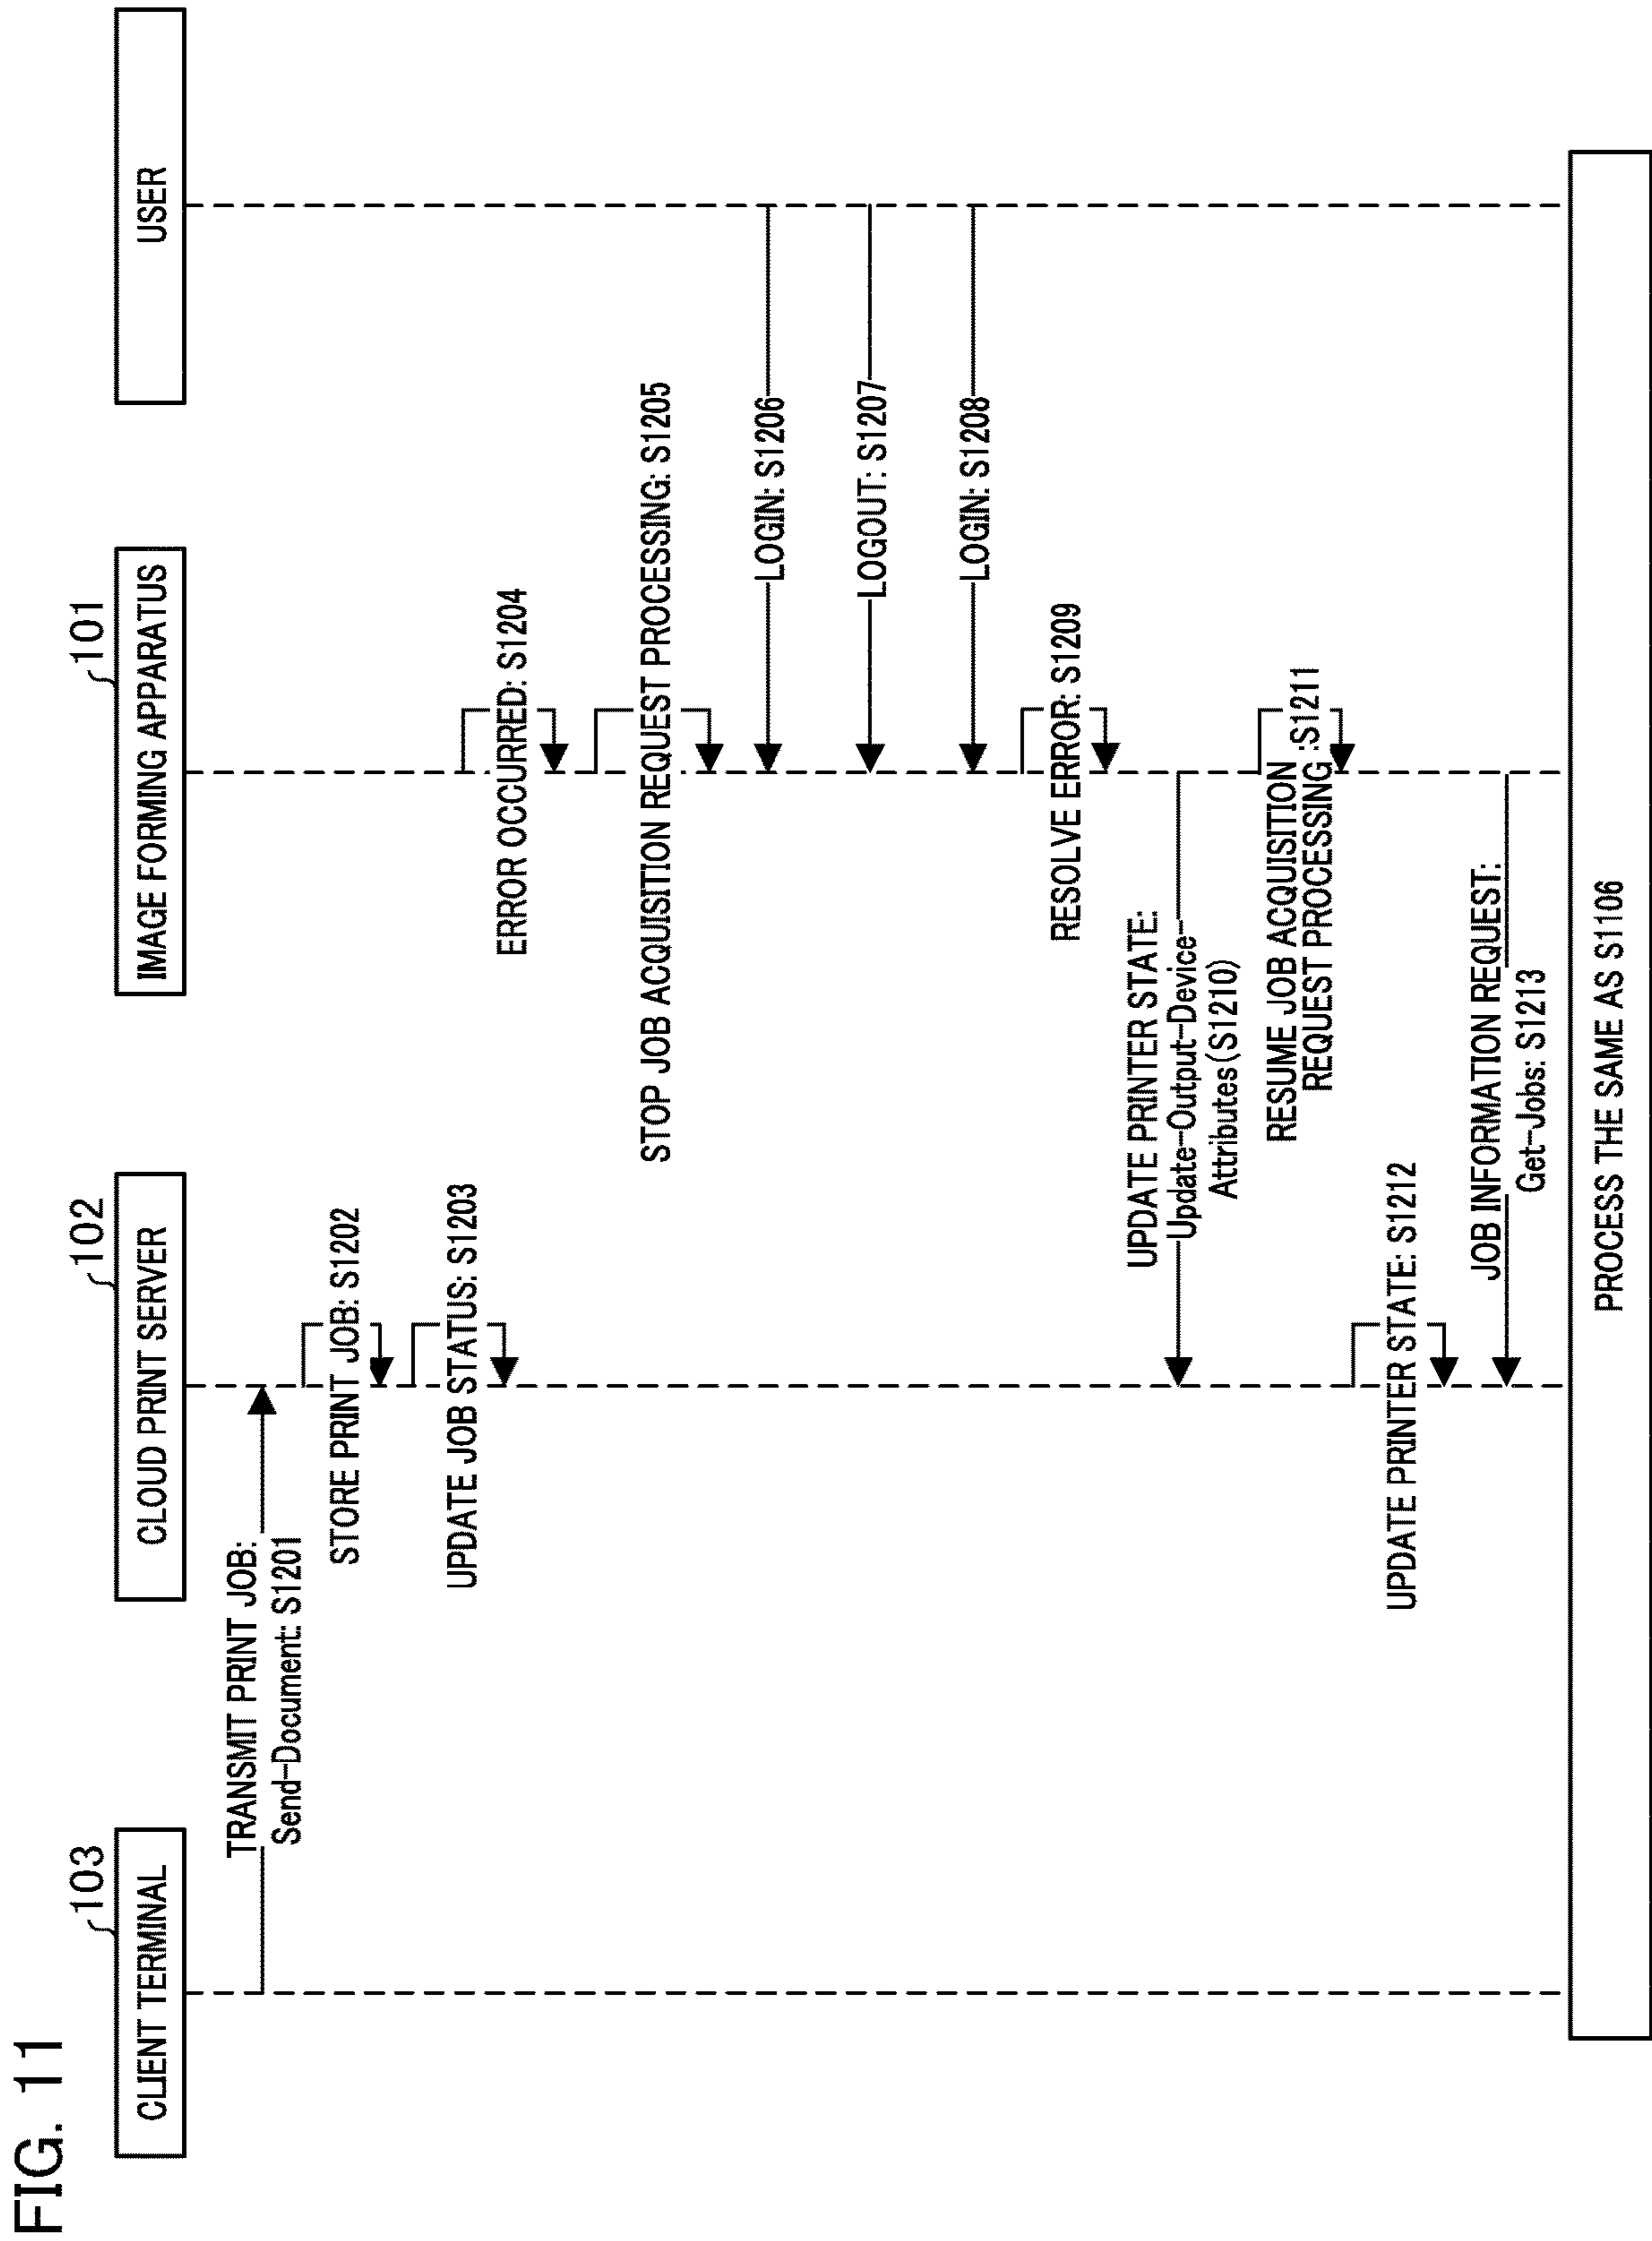 FIG. 11
103
CLIENT TERMINAL
102
CLOUD PRINT SERVER
101
IMAGE FORMING APPARATUS
USER
TRANSMIT PRINT JOB:
Send-Document: S1201
STORE PRINT JOB: S1202
UPDATE JOB STATUS: S1203
ERROR OCCURRED: S1204
STOP JOB ACQUISITION REQUEST PROCESSING: S1205
LOGIN: S1206
LOGOUT: S1207
LOGIN: S1208
RESOLVE ERROR: S1209
UPDATE PRINTER STATE:
Update-Output-Device-
Attributes(S1210)
RESUME JOB ACQUISITION
REQUEST PROCESSING :S1211
UPDATE PRINTER STATE: S1212
JOB INFORMATION REQUEST:
Get-Jobs: S1213
PROCESS THE SAME AS S1106